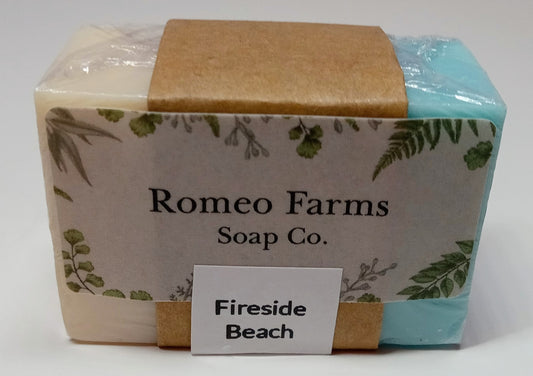 Romeo Farms
Soap Co.
Fireside
Beach